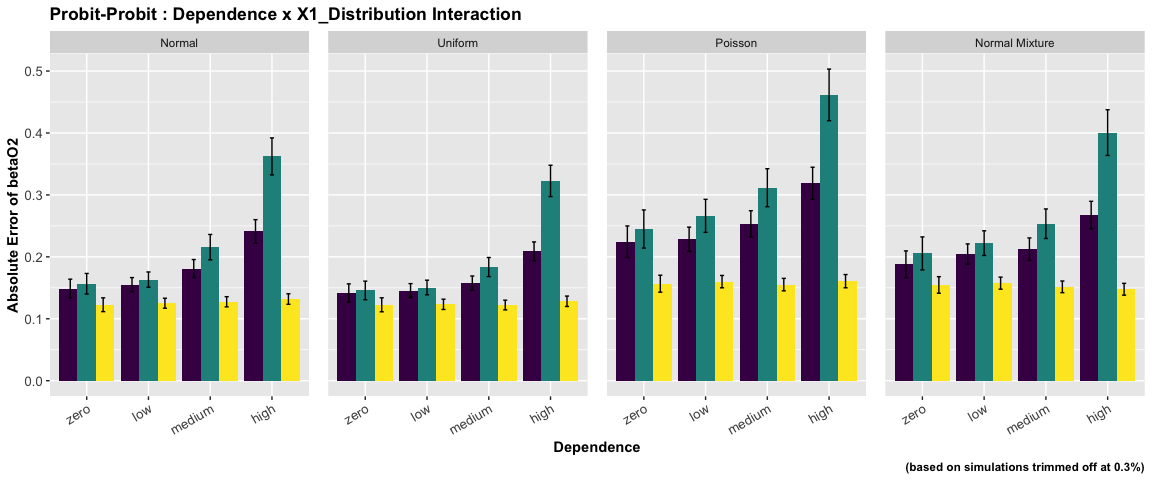 Probit-Probit : Dependence x X1_Distribution Interaction
Normal
Uniform
Poisson
Normal Mixture
Absolute Error of betaO2
0.5
0.4
0.3
0.2
0.1
0.0
zero low medium high
zero low medium high
zero low medium high
zero low medium high
Dependence
(based on simulations trimmed off at 0.3%)